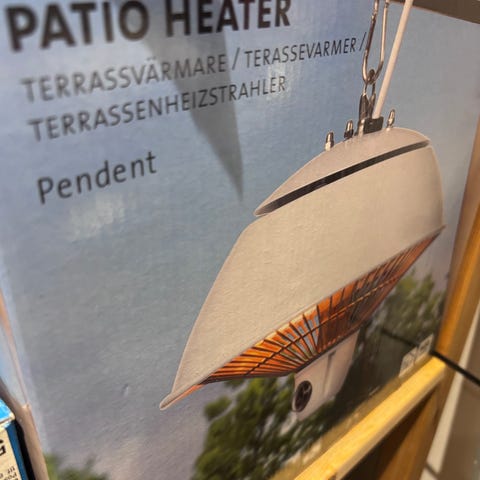 PATIO HEATER
TERRASSVÄRMARE / TERASSEVARMER /
TERRASSENHEIZSTRAHLER
Pendent